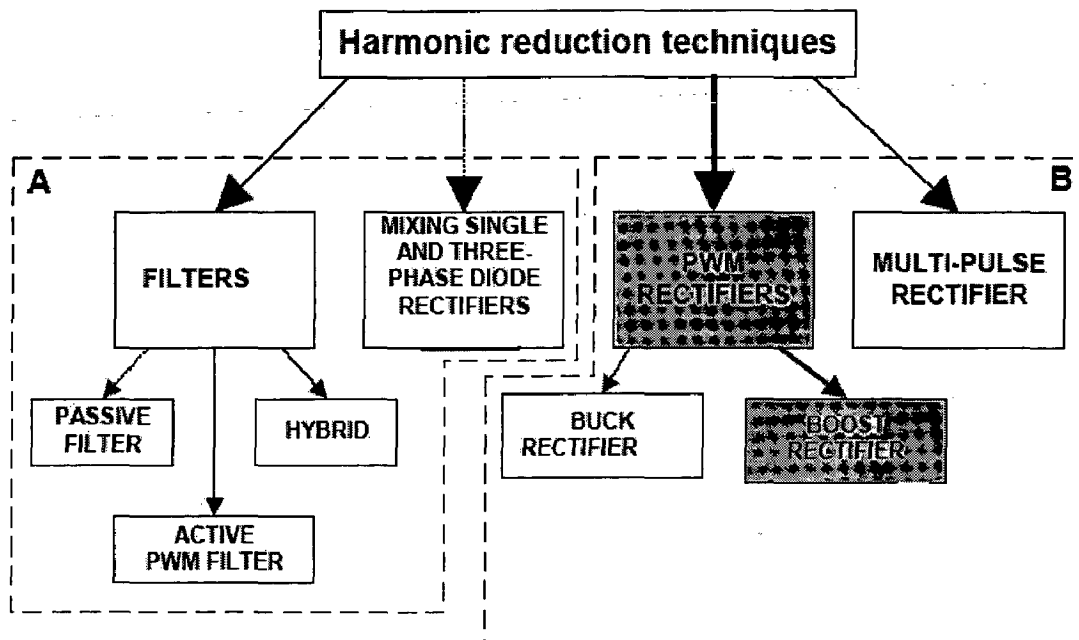 Harmonic reduction techniques
A
B
FILTERS
MIXING SINGLE
AND THREE-
PHASE DIODE
RECTIFIERS
PWM
RECTIFIERS
MULTI-PULSE
RECTIFIER
PASSIVE
FILTER
HYBRID
BUCK
RECTIFIER
BOOST
RECTIFIER
ACTIVE
PWM FILTER